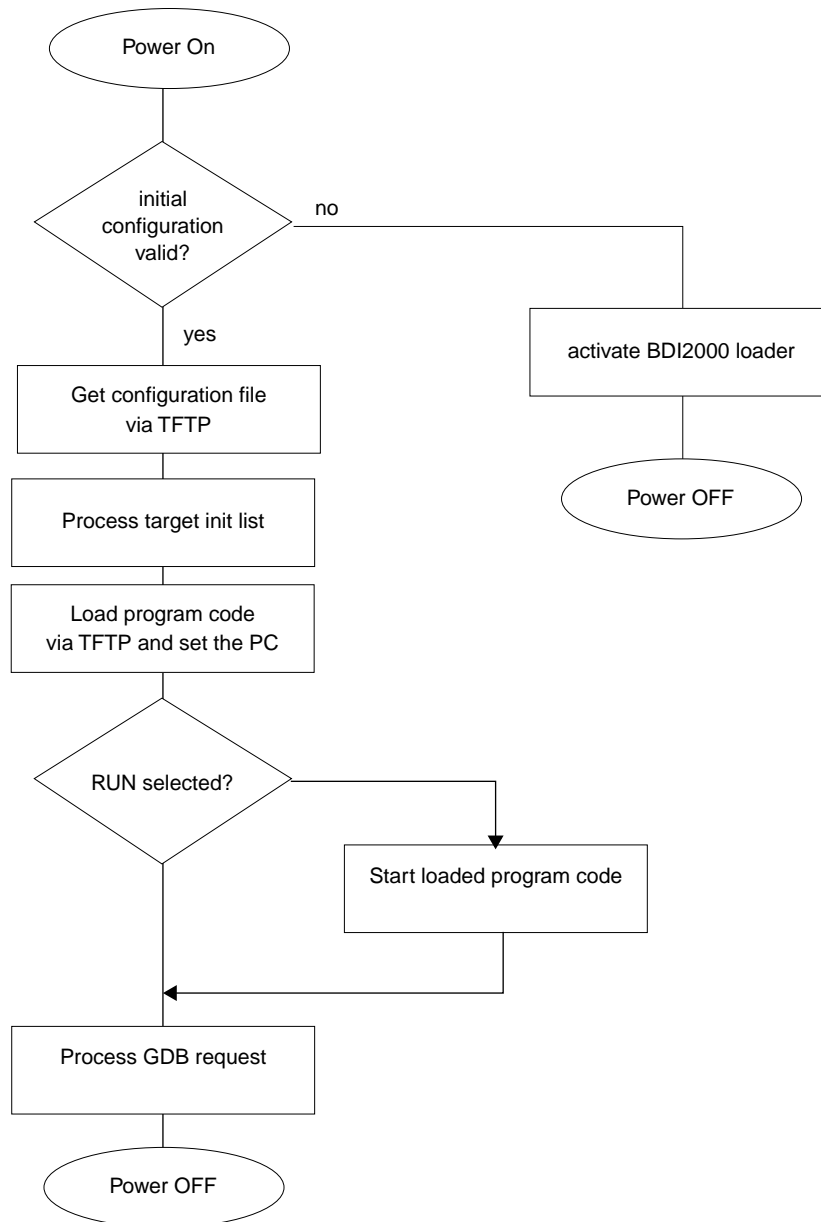 Power On
initial
configuration
valid?
no
yes
activate BDI2000 loader
Get configuration file
via TFTP
Power OFF
Process target init list
Load program code
via TFTP and set the PC
RUN selected?
Start loaded program code
Process GDB request
Power OFF